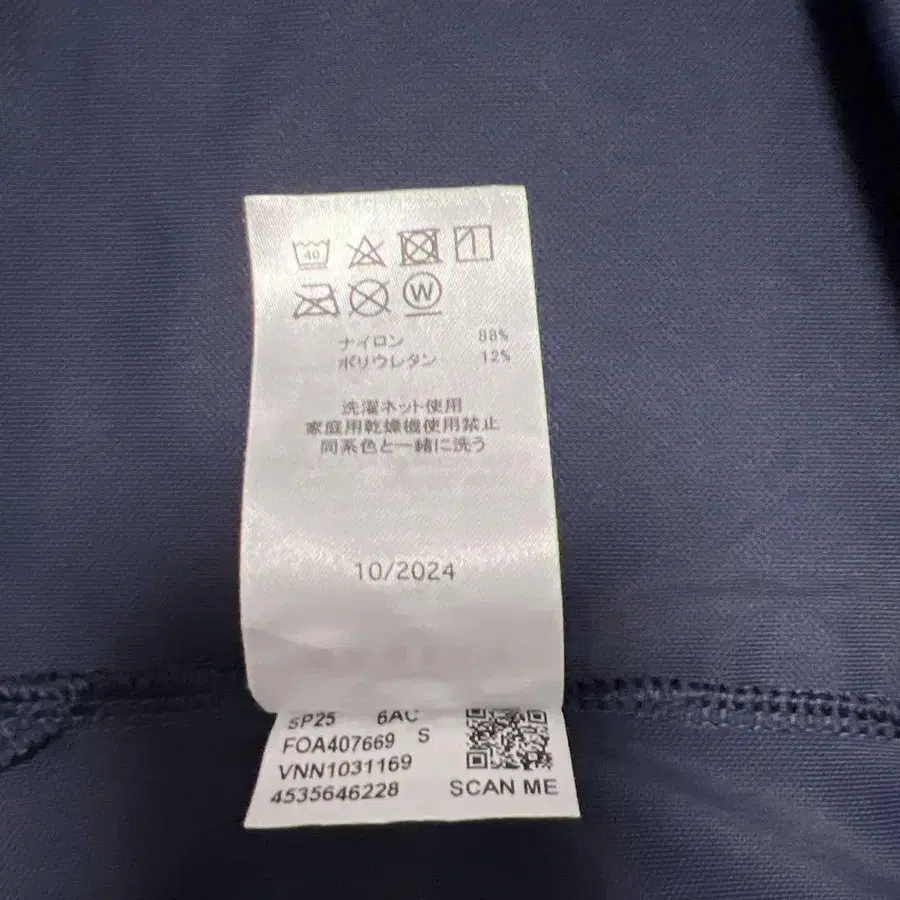 40
W
ナイロン 88%
ポリウレタン 12%
洗濯ネット使用
家庭用乾燥機使用禁止
同系色と一緒に洗う
10/2024
SP25 6AC
FOA407669 S
VNN1031169
4535646228 SCAN ME